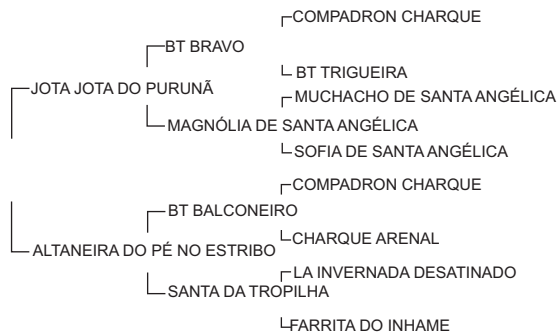 COMPADRON CHARQUE
BT BRAVO
BT TRIGUEIRA
JOTA JOTA DO PURUNÃ
MUCHACHO DE SANTA ANGÉLICA
MAGNÓLIA DE SANTA ANGÉLICA
SOFIA DE SANTA ANGÉLICA
COMPADRON CHARQUE
BT BALCONEIRO
CHARQUE ARENAL
ALTANEIRA DO PÉ NO ESTRIBO
LA INVERNADA DESATINADO
SANTA DA TROPILHA
FARRITA DO INHAME